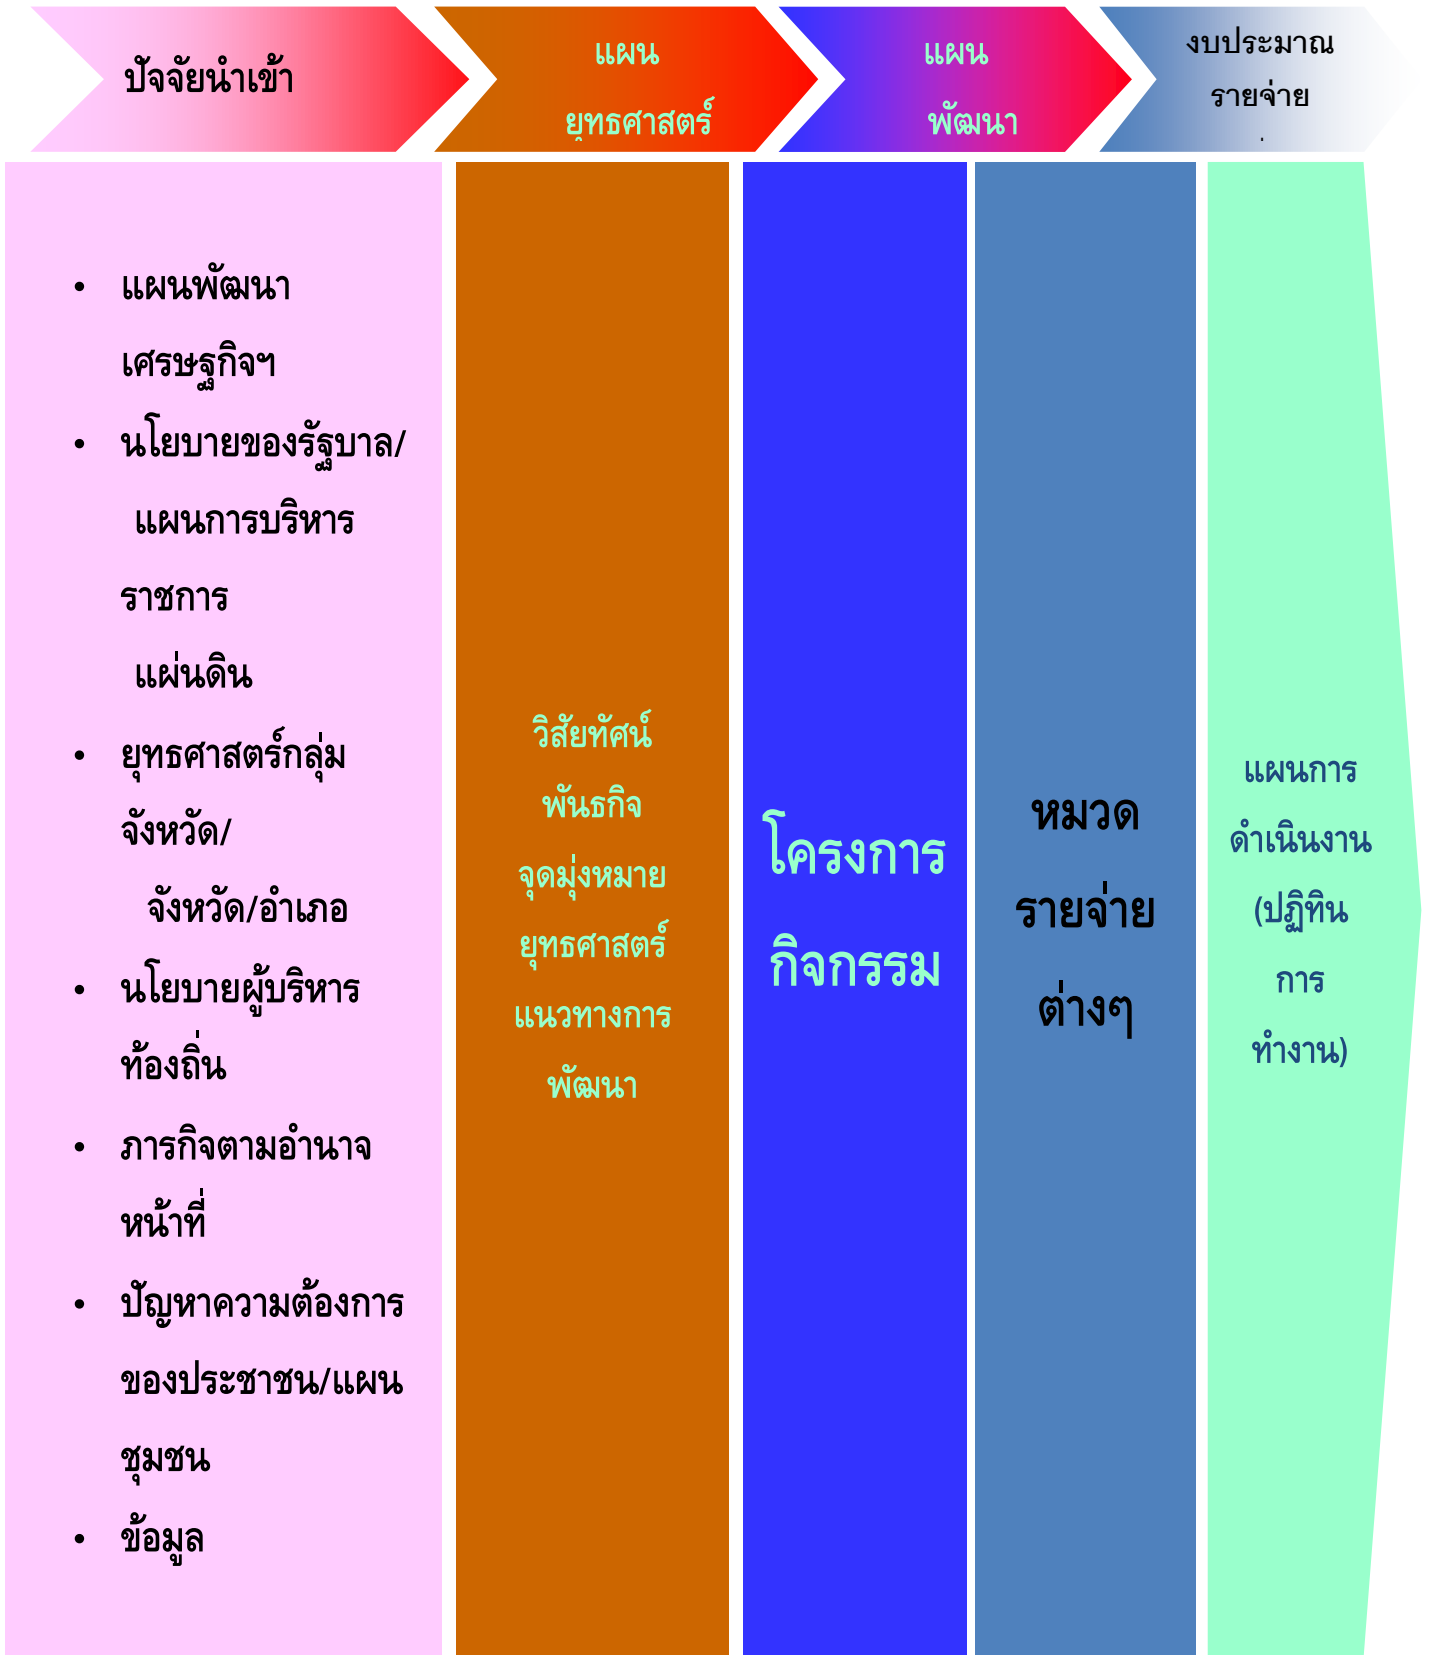 ปัจจัยนำเข้า
แผน
ยุทธศาสตร์
แผน
พัฒนา
งบประมาณ
รายจ่าย
• แผนพัฒนา
เศรษฐกิจฯ
• นโยบายของรัฐบาล/
แผนการบริหาร
ราชการ
แผ่นดิน
• ยุทธศาสตร์กลุ่ม
จังหวัด/
จังหวัด/อำเภอ
• นโยบายผู้บริหาร
ท้องถิ่น
• ภารกิจตามอำนาจ
หน้าที่
• ปัญหาความต้องการ
ของประชาชน/แผน
ชุมชน
• ข้อมูล
วิสัยทัศน์
พันธกิจ
จุดมุ่งหมาย
ยุทธศาสตร์
แนวทางการ
พัฒนา
โครงการ
กิจกรรม
หมวด
รายจ่าย
ต่างๆ
แผนการ
ดำเนินงาน
(ปฏิทิน
การ
ทำงาน)